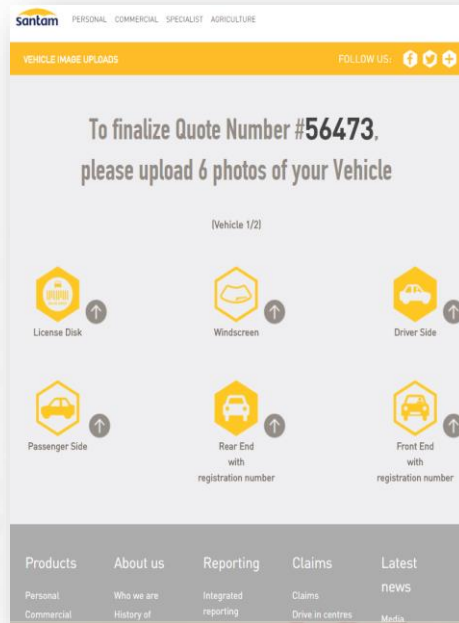 santam
PERSONAL COMMERCIAL SPECIALIST AGRICULTURE
VEHICLE IMAGE UPLOADS
FOLLOW US:
To finalize Quote Number #56473,
please upload 6 photos of your Vehicle
(Vehicle 1/2)
License Disk
Windscreen
Driver Side
Passenger Side
Rear End
with
registration number
Front End
with
registration number
Products
Personal
Commercial
About us
Who we are
History of
Reporting
Integrated
reporting
Claims
Claims
Drive in centres
Latest
news
Media